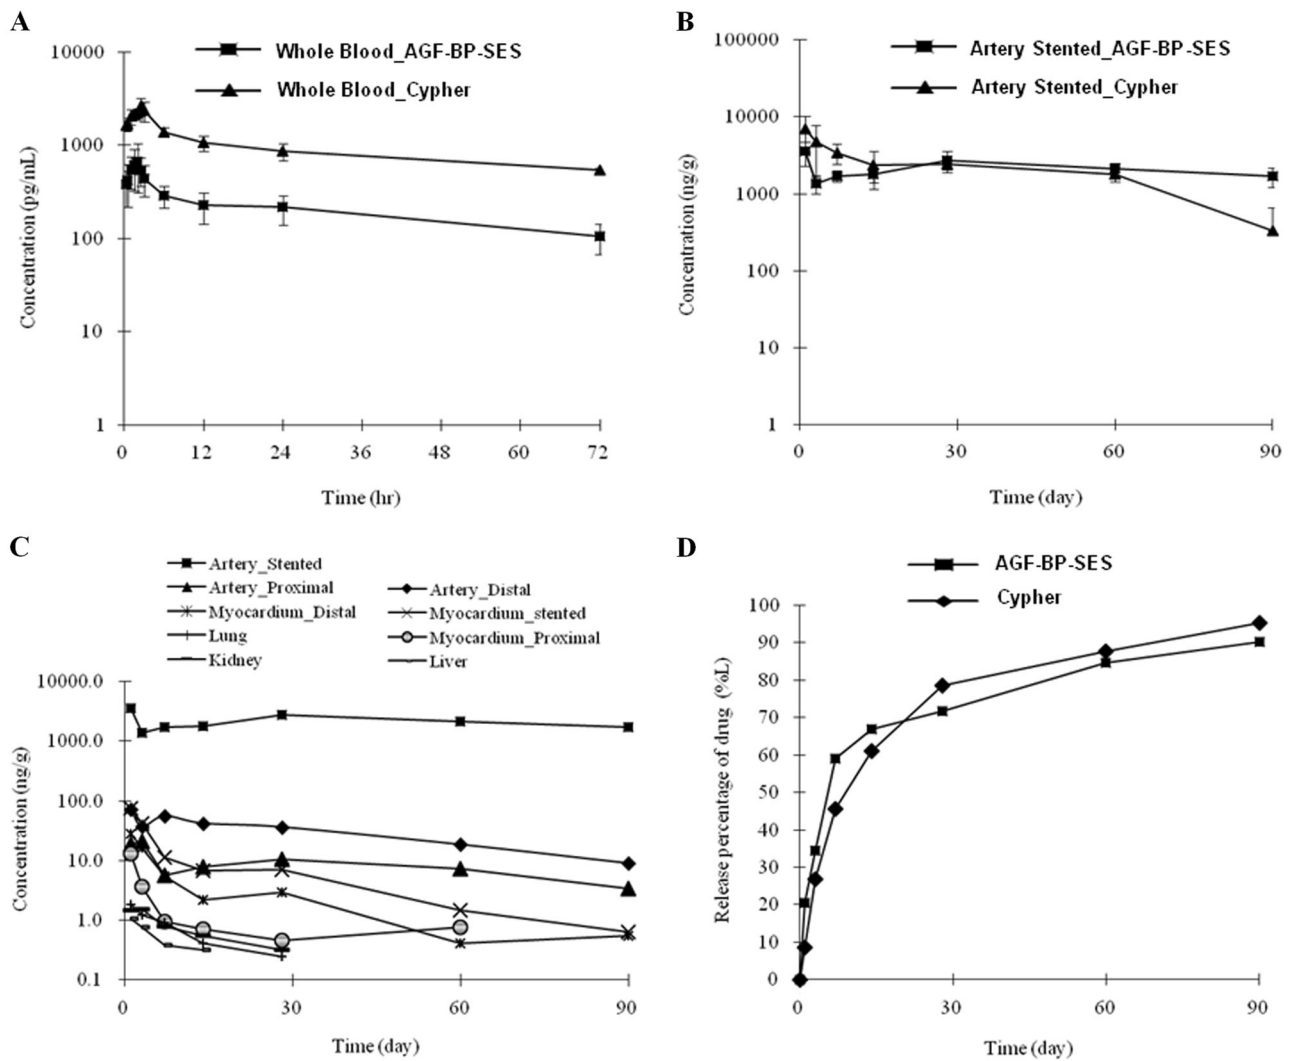 A
Whole Blood_AGF-BP-SES
Whole Blood_Cypher
Concentration (pg/mL)
10000
1000
100
10
1
0 12 24 36 48 60 72
Time (hr)
B
Artery Stented_AGF-BP-SES
Artery Stented_Cypher
Concentration (ng/g)
100000
10000
1000
100
10
1
0 30 60 90
Time (day)
C
Artery_Stented
Artery_Proximal
Artery_Distal
Myocardium_Distal
Myocardium_stented
Lung
Myocardium_Proximal
Kidney
Liver
Concentration (ng/g)
10000.0
1000.0
100.0
10.0
1.0
0.1
0 30 60 90
Time (day)
D
AGF-BP-SES
Cypher
Release percentage of drug (%L)
100
90
80
70
60
50
40
30
20
10
0
0 30 60 90
Time (day)